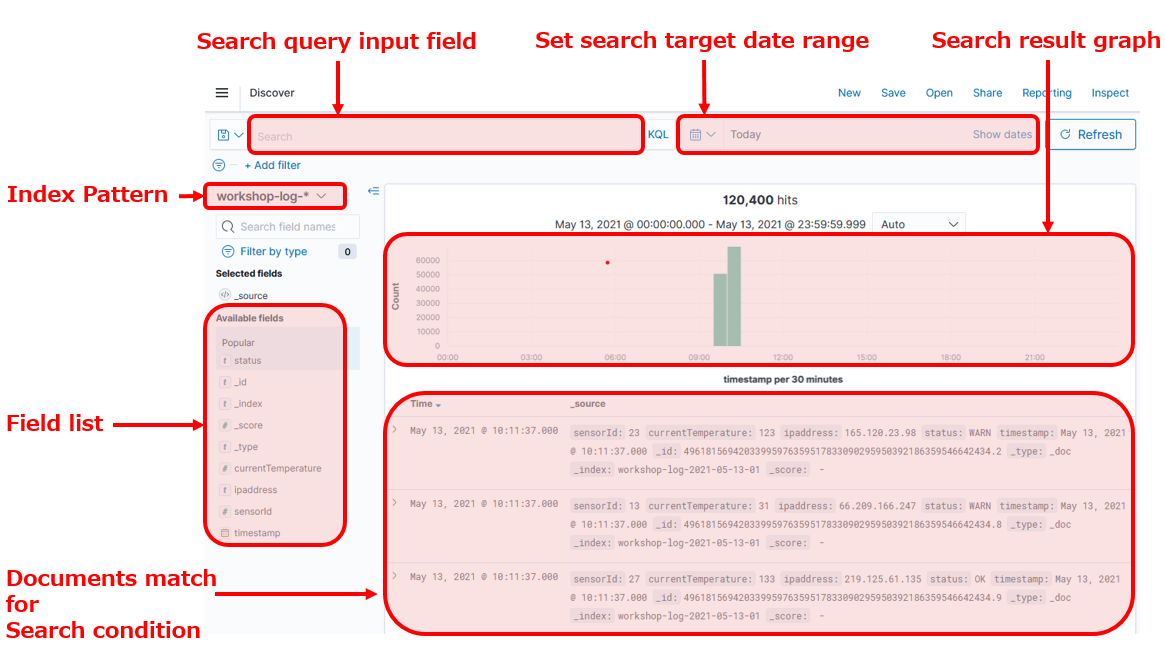 Search query input field
Set search target date range
Search result graph
Discover
New Save Open Share Reporting Inspect
Search
KQL
Today
Show dates
Refresh
+ Add filter
Index Pattern
workshop-log-*
120,400 hits
Search field names
May 13, 2021 @ 00:00:00.000 - May 13, 2021 @ 23:59:59.999
Auto
Filter by type
0
Selected fields
_source
Available fields
Popular
t status
t _id
t _index
# _score
t _type
# currentTemperature
t ipaddress
# sensorId
timestamp
Field list
Count
60000
50000
40000
30000
20000
10000
0
00:00 03:00 06:00 09:00 12:00 15:00 18:00 21:00
timestamp per 30 minutes
Time _source
May 13, 2021 @ 10:11:37.000 sensorId: 23 currentTemperature: 123 ipaddress: 165.120.23.98 status: WARN timestamp: May 13, 2021
@ 10:11:37.000 _id: 49618156942033995976359517833090295950392186359546642434.2 _type: _doc
_index: workshop-log-2021-05-13-01 _score: -
May 13, 2021 @ 10:11:37.000 sensorId: 13 currentTemperature: 31 ipaddress: 66.209.166.247 status: WARN timestamp: May 13, 2021
@ 10:11:37.000 _id: 49618156942033995976359517833090295950392186359546642434.8 _type: _doc
_index: workshop-log-2021-05-13-01 _score: -
May 13, 2021 @ 10:11:37.000 sensorId: 27 currentTemperature: 133 ipaddress: 219.125.61.135 status: OK timestamp: May 13, 2021
@ 10:11:37.000 _id: 49618156942033995976359517833090295950392186359546642434.9 _type: _doc
_index: workshop-log-2021-05-13-01 _score: -
Documents match
for
Search condition